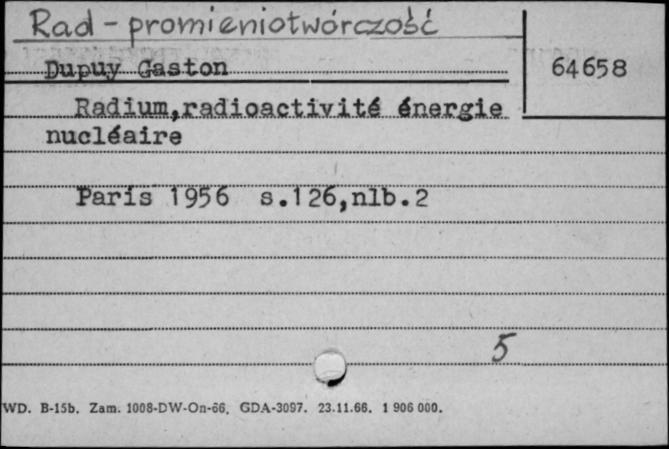 Rad - promieniotwórczość
Dupuy Gaston
64658
Radium,radioactivité énergie
nucléaire
Paris 1956 s.126,nlb.2
5
WD. B-15b. Zam. 1008-DW-On-66. GDA-3097. 23.11.66. 1 906 000.